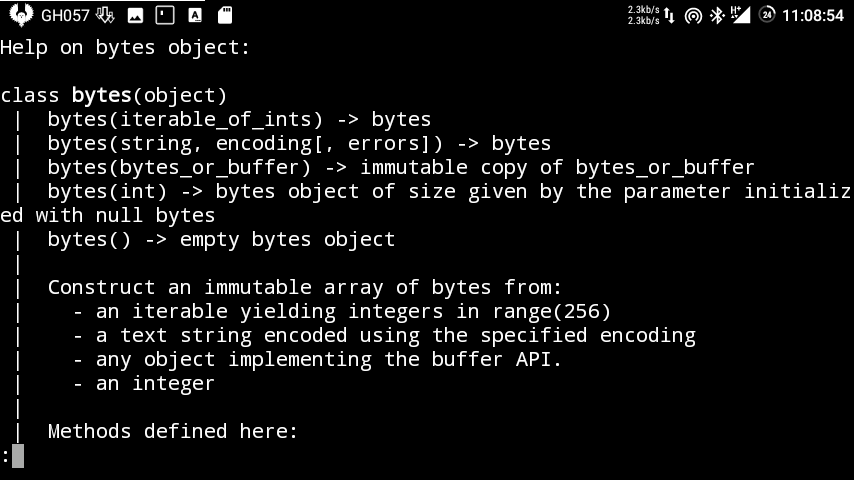 GH057 A 2.3kb/s 2.3kb/s H+ 24 11:08:54
Help on bytes object:
class bytes(object)
 |  bytes(iterable_of_ints) -> bytes
 |  bytes(string, encoding[, errors]) -> bytes
 |  bytes(bytes_or_buffer) -> immutable copy of bytes_or_buffer
 |  bytes(int) -> bytes object of size given by the parameter initializ
ed with null bytes
 |  bytes() -> empty bytes object
 |
 |  Construct an immutable array of bytes from:
 |    - an iterable yielding integers in range(256)
 |    - a text string encoded using the specified encoding
 |    - any object implementing the buffer API.
 |    - an integer
 |
 |  Methods defined here:
: